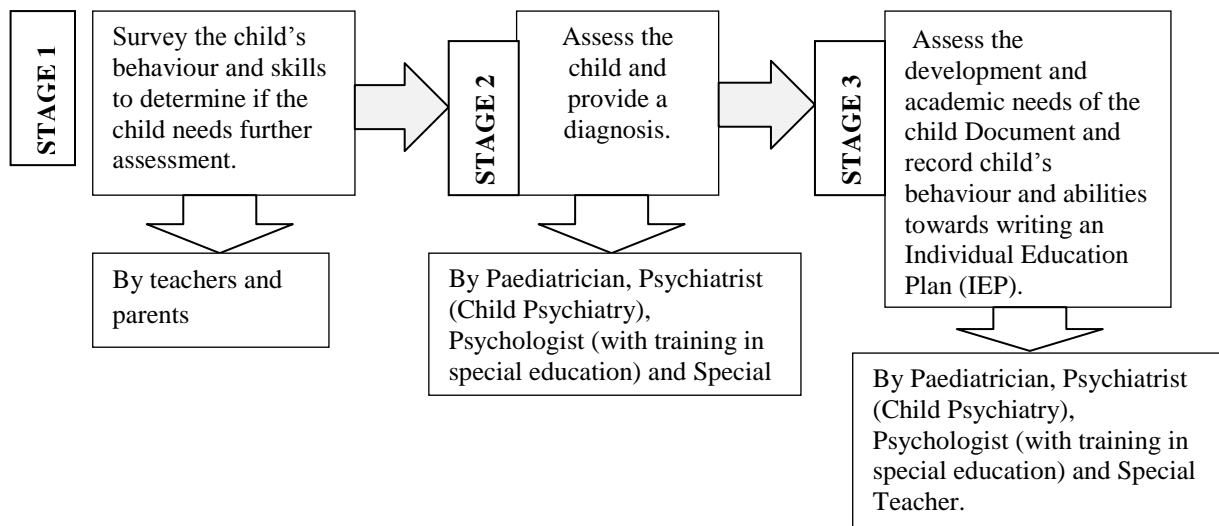 STAGE 1
Survey the child's
behaviour and skills
to determine if the
child needs further
assessment.
By teachers and
parents
STAGE 2
Assess the
child and
provide a
diagnosis.
By Paediatrician, Psychiatrist
(Child Psychiatry),
Psychologist (with training in
special education) and Special
STAGE 3
Assess the
development and
academic needs of the
child Document and
record child's
behaviour and abilities
towards writing an
Individual Education
Plan (IEP).
By Paediatrician, Psychiatrist
(Child Psychiatry),
Psychologist (with training in
special education) and Special
Teacher.